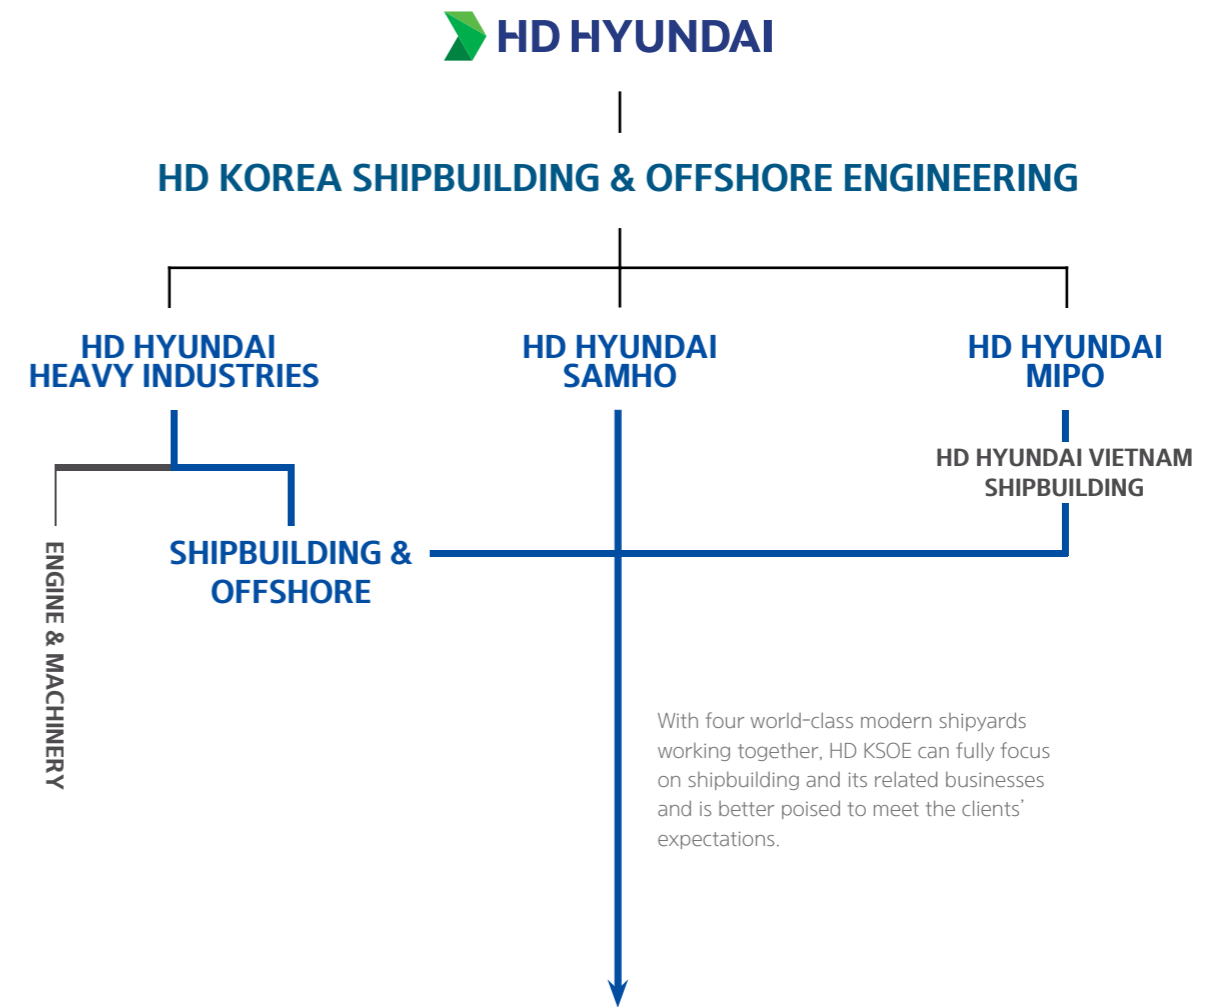 HD HYUNDAI
HD KOREA SHIPBUILDING & OFFSHORE ENGINEERING
HD HYUNDAI
HEAVY INDUSTRIES
HD HYUNDAI
SAMHO
HD HYUNDAI
MIPO
HD HYUNDAI VIETNAM
SHIPBUILDING
ENGINE & MACHINERY
SHIPBUILDING &
OFFSHORE
With four world-class modern shipyards
working together, HD KSOE can fully focus
on shipbuilding and its related businesses
and is better poised to meet the clients’
expectations.